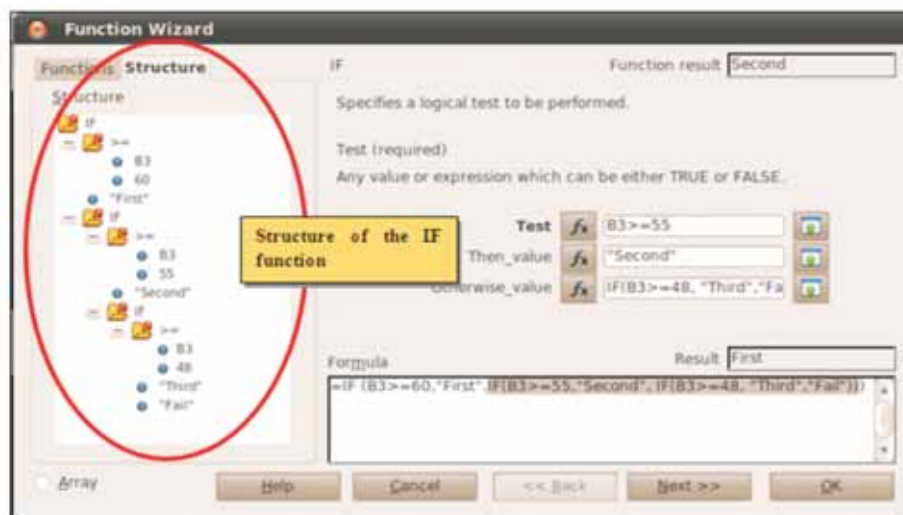 Function Wizard
Functions Structure
Structure
IF
>=
B3
60
"First"
IF
>=
B3
55
"Second"
IF
>=
B3
48
"Third"
"Fail"
Structure of the IF
function
IF
Function result Second
Specifies a logical test to be performed.
Test (required)
Any value or expression which can be either TRUE or FALSE.
Test fx B3>=55
Then_value fx "Second"
Otherwise_value fx IF(B3>=48, "Third","Fa
Formula
Result First
=IF (B3>=60,"First",IF(B3>=55,"Second", IF(B3>=48, "Third","Fail")))
Array
Help
Cancel
<< Back
Next >>
OK